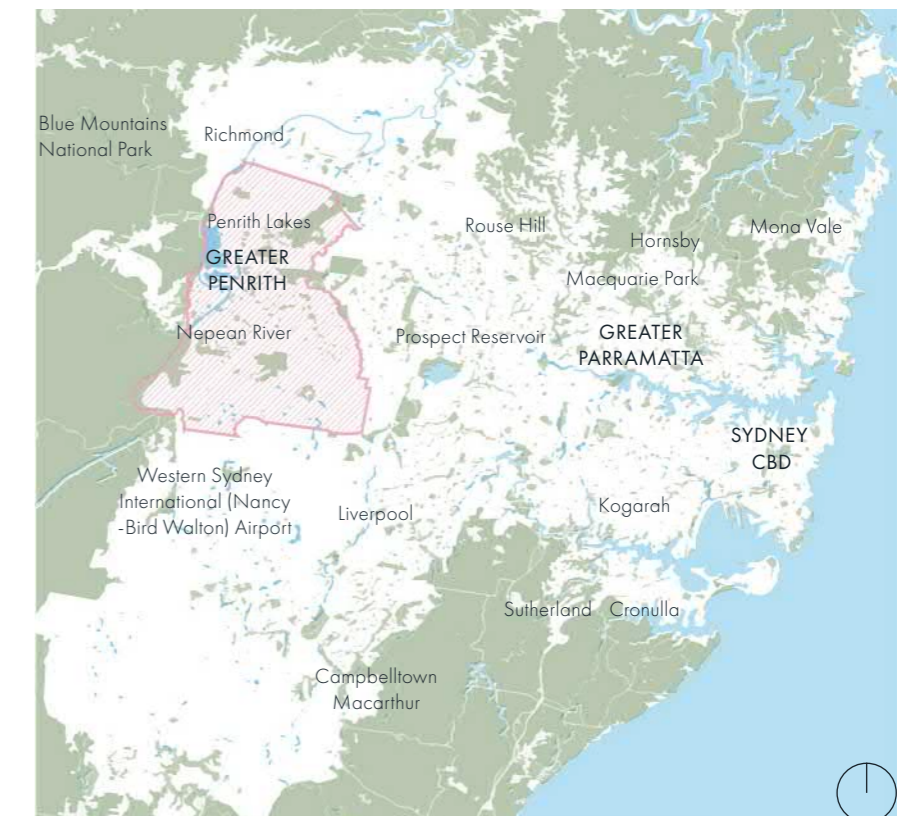 Blue Mountains
National Park
Richmond
Penrith Lakes
GREATER
PENRITH
Rouse Hill
Hornsby
Mona Vale
Macquarie Park
Nepean River
Prospect Reservoir
GREATER
PARRAMATTA
SYDNEY
CBD
Western Sydney
International (Nancy
-Bird Walton) Airport
Liverpool
Kogarah
Sutherland
Cronulla
Campbelltown
Macarthur